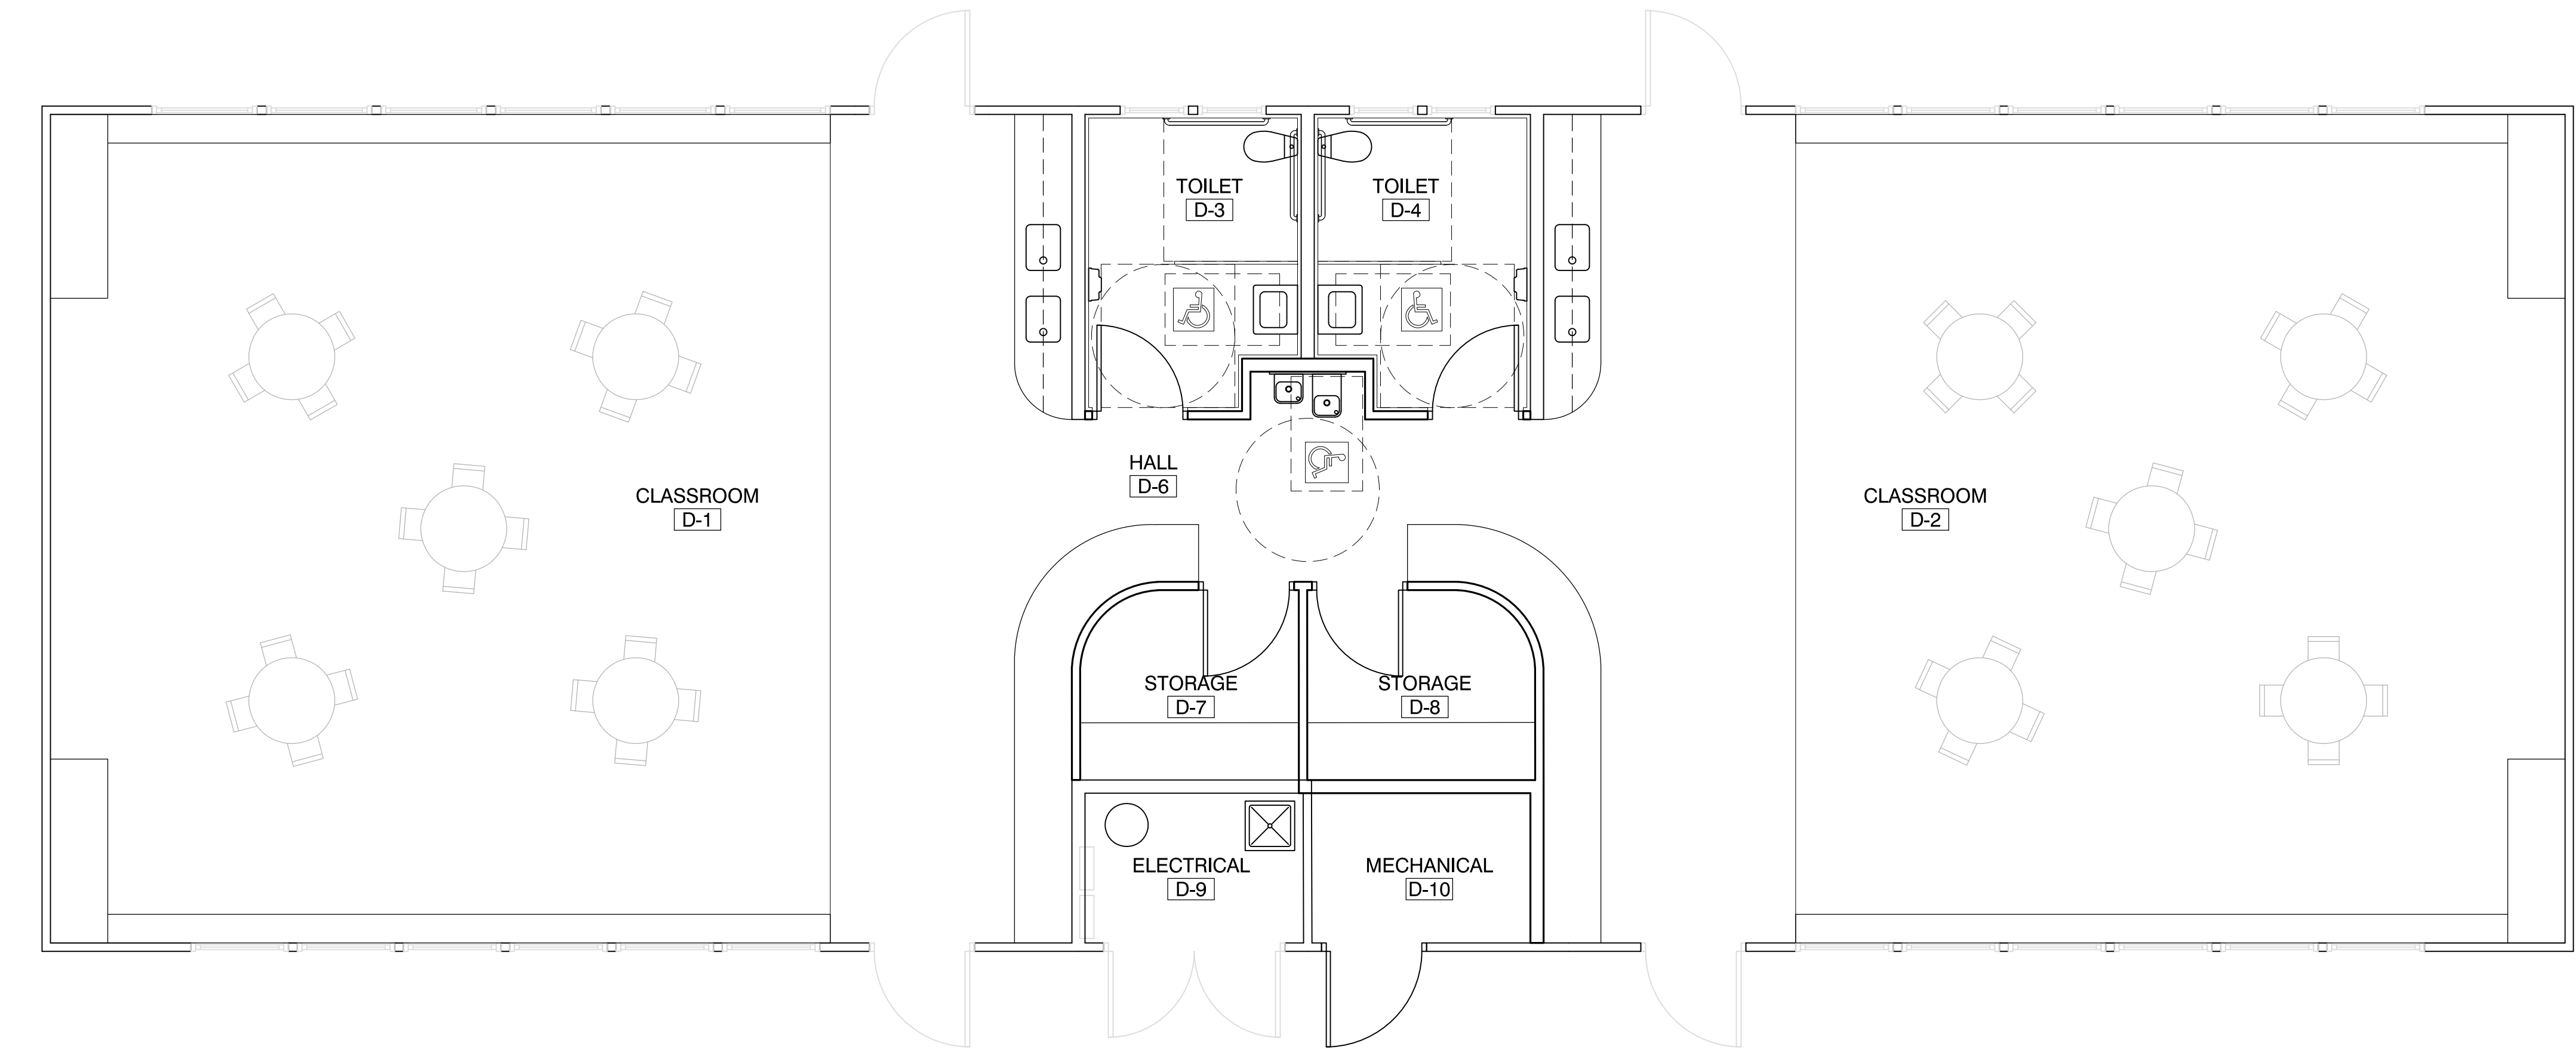 TOILET
D-3
TOILET
D-4
HALL
D-6
CLASSROOM
D-1
CLASSROOM
D-2
STORAGE
D-7
STORAGE
D-8
ELECTRICAL
D-9
MECHANICAL
D-10